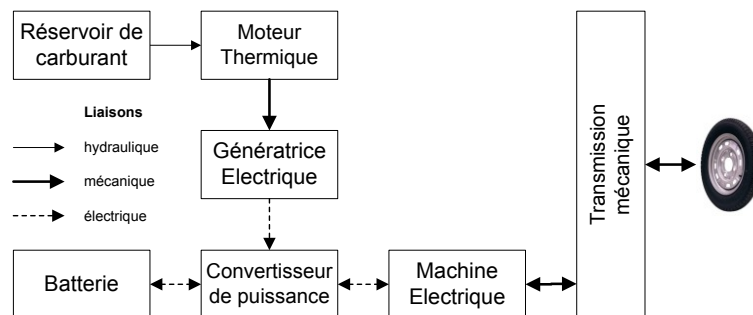 Réservoir de
carburant
Moteur
Thermique
Liaisons
hydraulique
mécanique
électrique
Génératrice
Electrique
Transmission
mécanique
Batterie
Convertisseur
de puissance
Machine
Electrique